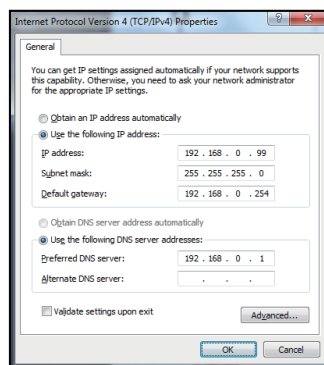 Internet Protocol Version 4 (TCP/IPv4) Properties
General
You can get IP settings assigned automatically if your network supports
this capability. Otherwise, you need to ask your network administrator
for the appropriate IP settings.
Obtain an IP address automatically
Use the following IP address:
IP address: 192 . 168 . 0 . 99
Subnet mask: 255 . 255 . 255 . 0
Default gateway: 192 . 168 . 0 . 254
Obtain DNS server address automatically
Use the following DNS server addresses:
Preferred DNS server: 192 . 168 . 0 . 1
Alternate DNS server: . . .
Validate settings upon exit
Advanced...
OK Cancel